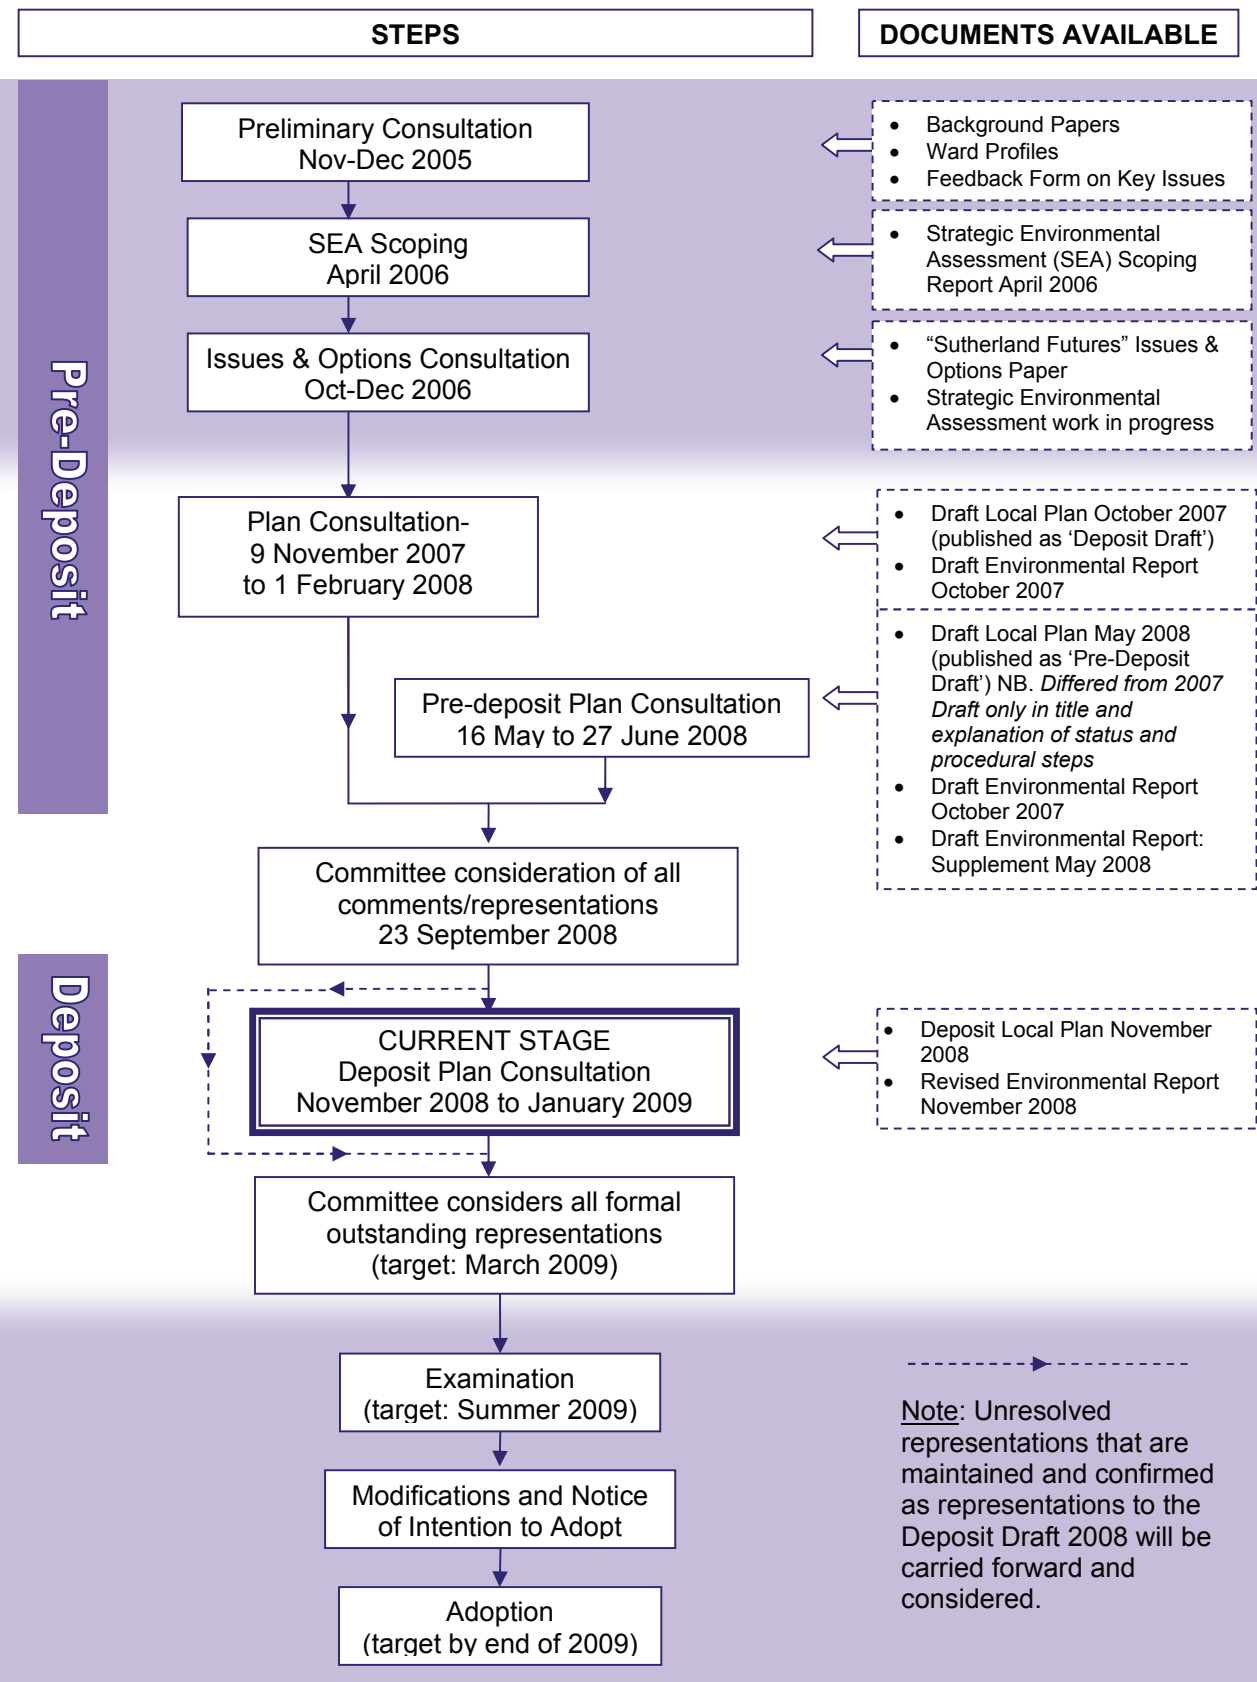 STEPS
DOCUMENTS AVAILABLE
Pre-Deposit
Preliminary Consultation
Nov-Dec 2005
• Background Papers
• Ward Profiles
• Feedback Form on Key Issues
SEA Scoping
April 2006
• Strategic Environmental
Assessment (SEA) Scoping
Report April 2006
Issues & Options Consultation
Oct-Dec 2006
• “Sutherland Futures” Issues &
Options Paper
• Strategic Environmental
Assessment work in progress
Plan Consultation-
9 November 2007
to 1 February 2008
• Draft Local Plan October 2007
(published as ‘Deposit Draft’)
• Draft Environmental Report
October 2007
Pre-deposit Plan Consultation
16 May to 27 June 2008
• Draft Local Plan May 2008
(published as ‘Pre-Deposit
Draft’) NB. Differed from 2007
Draft only in title and
explanation of status and
procedural steps
• Draft Environmental Report
October 2007
• Draft Environmental Report:
Supplement May 2008
Committee consideration of all
comments/representations
23 September 2008
Deposit
CURRENT STAGE
Deposit Plan Consultation
November 2008 to January 2009
• Deposit Local Plan November
2008
• Revised Environmental Report
November 2008
Committee considers all formal
outstanding representations
(target: March 2009)
Examination
(target: Summer 2009)
Modifications and Notice
of Intention to Adopt
Adoption
(target by end of 2009)
Note: Unresolved
representations that are
maintained and confirmed
as representations to the
Deposit Draft 2008 will be
carried forward and
considered.